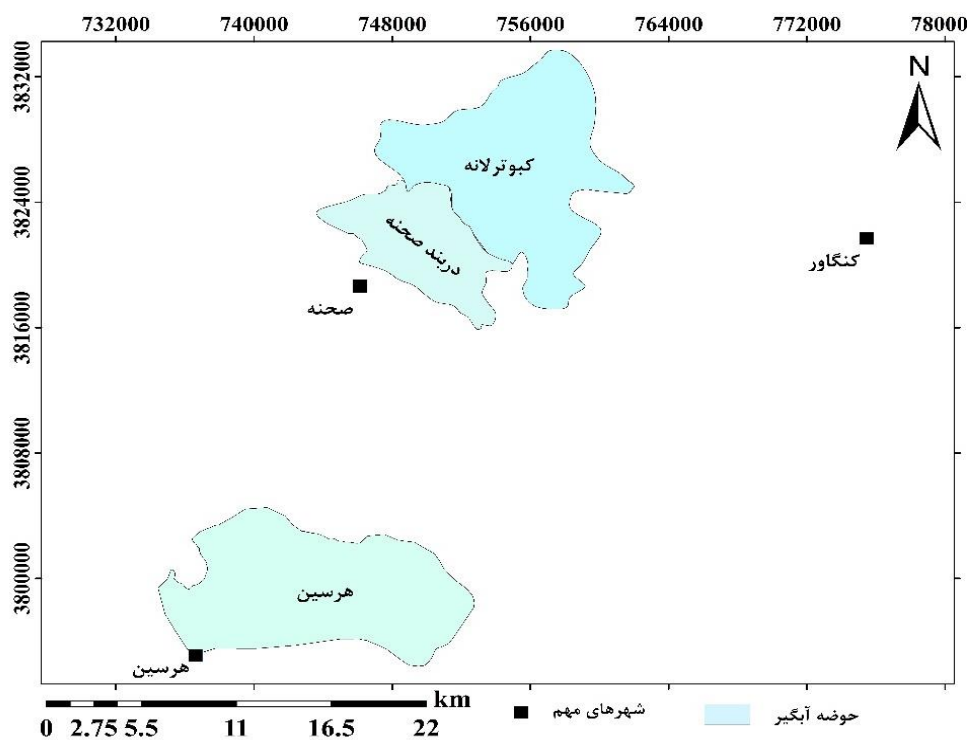 732000 740000 748000 756000 764000 772000 78000
3832000
3824000
3816000
3808000
3800000
N
کبوترلانه
دربند صحنه
کنگاور
صحنه
هرسین
هرسین
km
0 2.75 5.5 11 16.5 22
شهرهای مهم
حوضه آبگیر